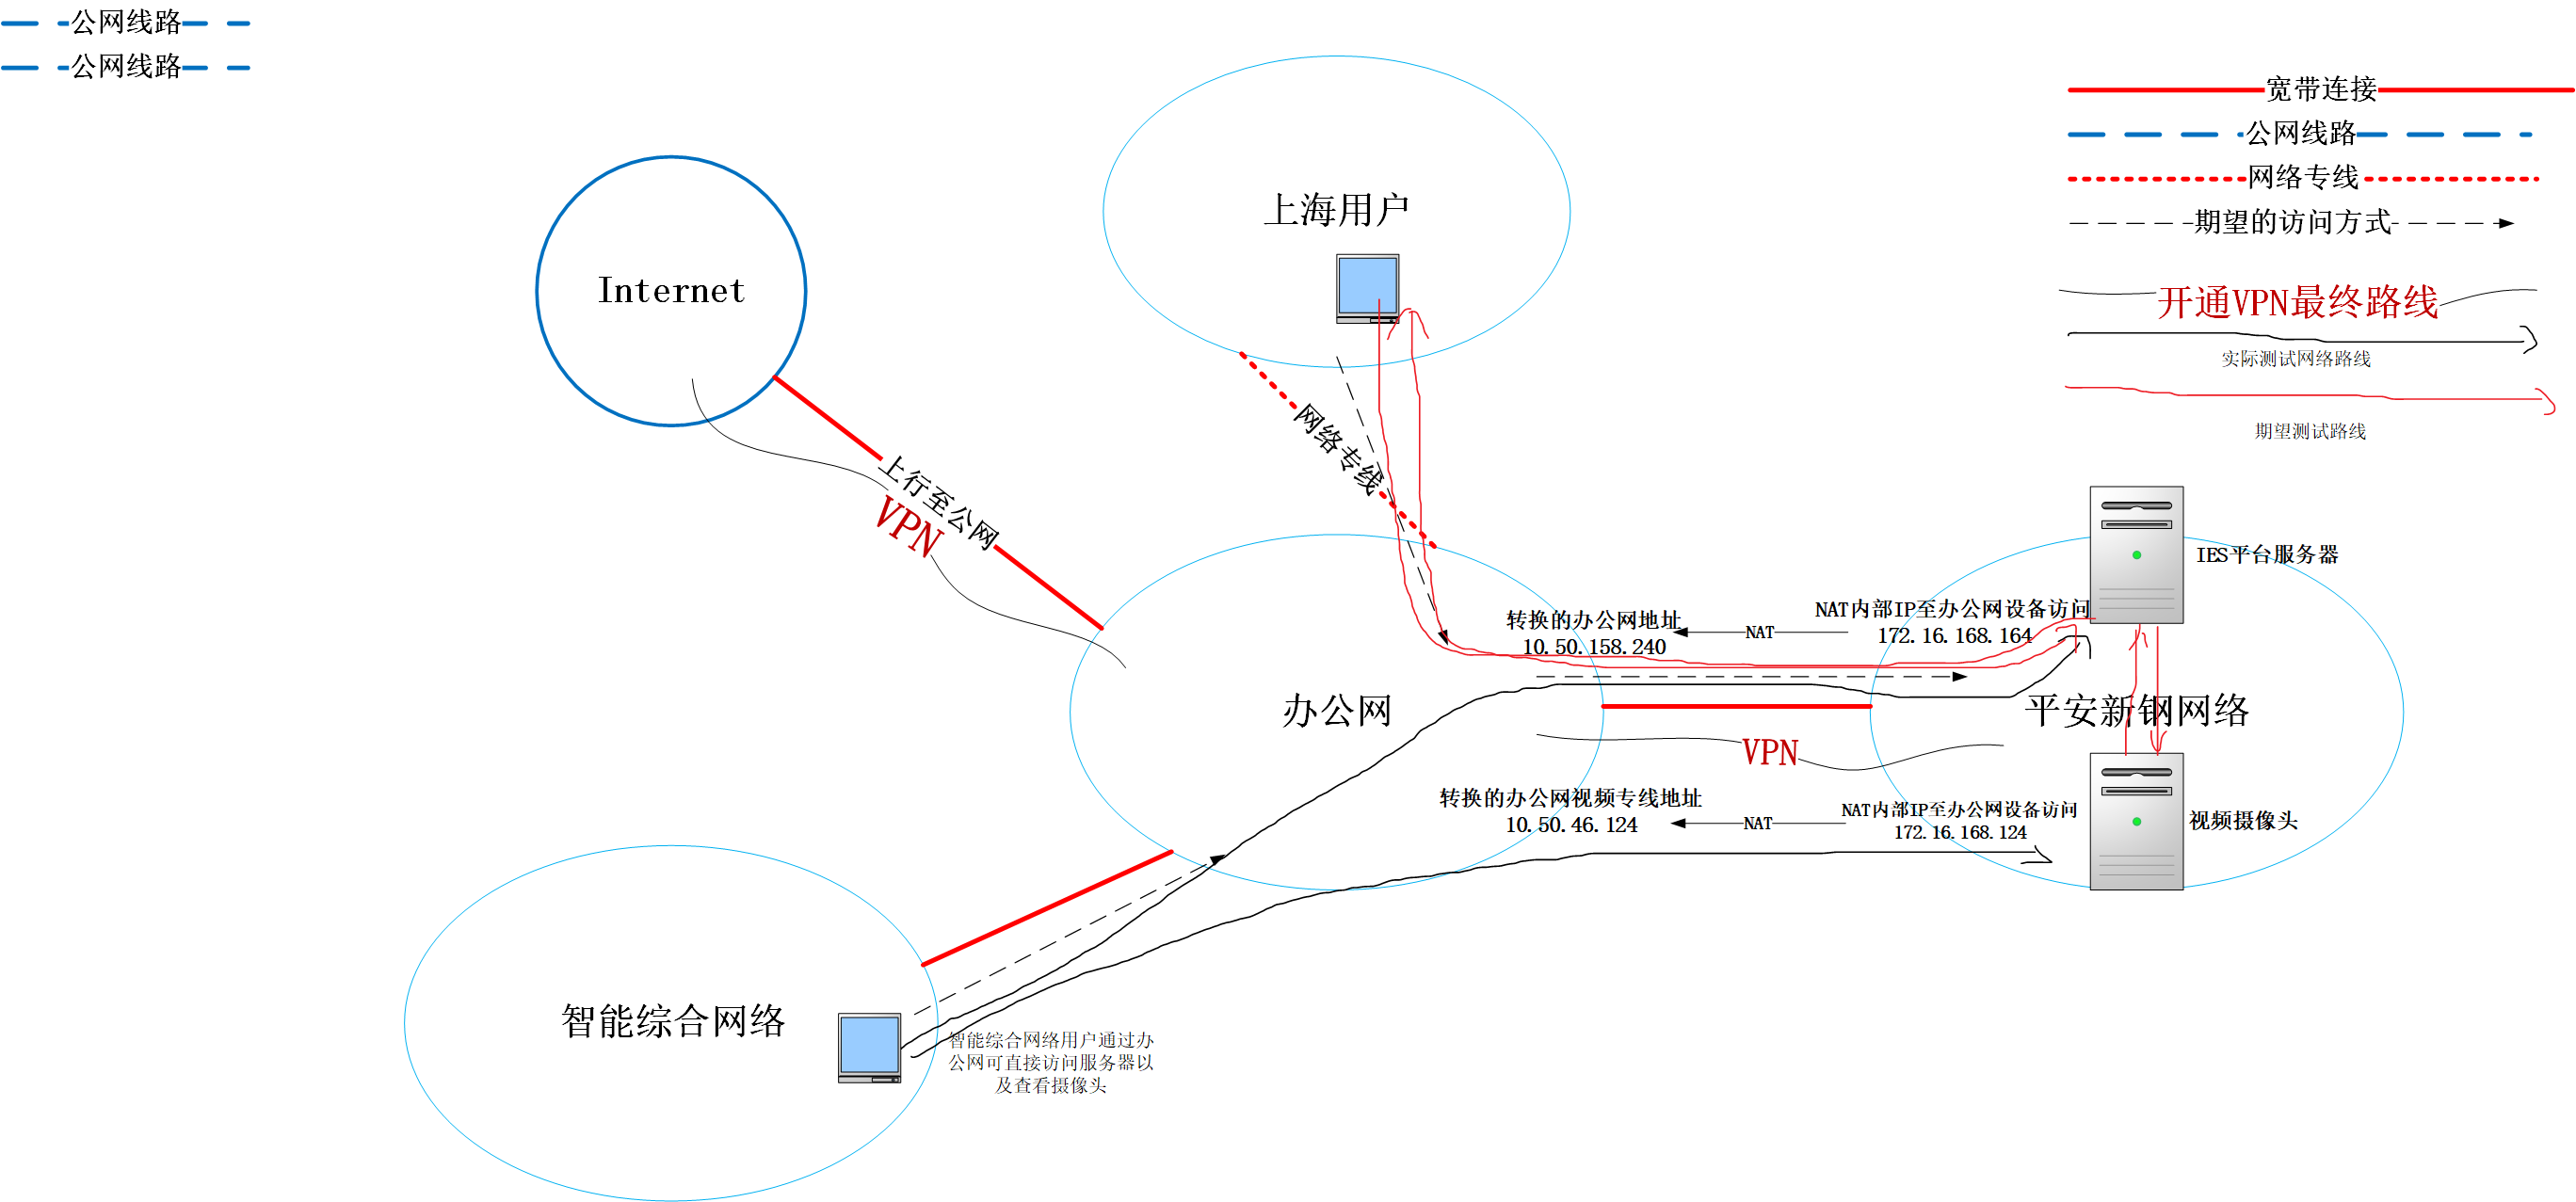 公网线路
公网线路
宽带连接
公网线路
网络专线
期望的访问方式
开通VPN最终路线
实际测试网络路线
期望测试路线
上海用户
Internet
网络专线
上行至公网
VPN
IES平台服务器
转换的办公网地址
10.50.158.240
NAT
NAT内部IP至办公网设备访问
172.16.168.164
办公网
平安新钢网络
VPN
转换的办公网视频专线地址
10.50.46.124
NAT
NAT内部IP至办公网设备访问
172.16.168.124
视频摄像头
智能综合网络
智能综合网络用户通过办
公网可直接访问服务器以
及查看摄像头